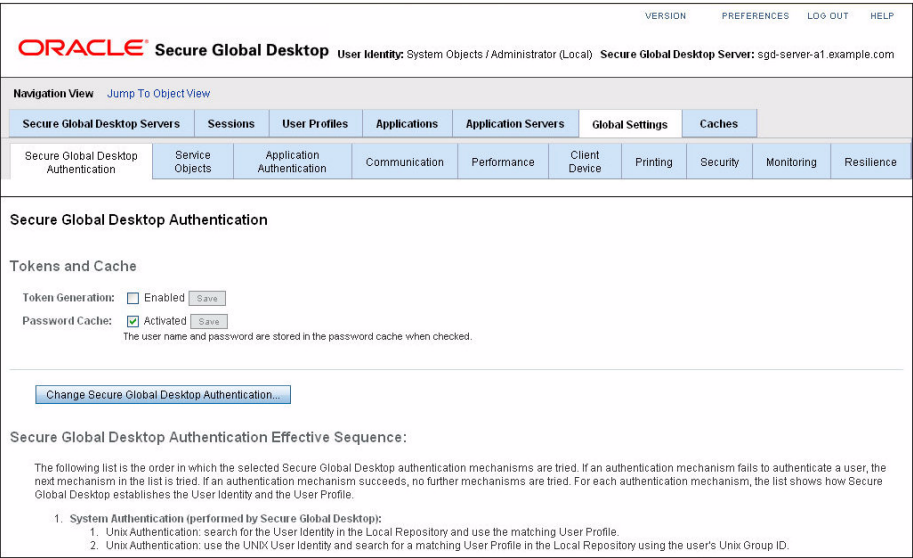 VERSION PREFERENCES LOG OUT HELP
ORACLE Secure Global Desktop User Identity: System Objects / Administrator (Local) Secure Global Desktop Server: sgd-server-a1.example.com
Navigation View Jump To Object View
Secure Global Desktop Servers Sessions User Profiles Applications Application Servers Global Settings Caches
Secure Global Desktop Authentication Service Objects Application Authentication Communication Performance Client Device Printing Security Monitoring Resilience
Secure Global Desktop Authentication
Tokens and Cache
Token Generation: Enabled Save
Password Cache: Activated Save
The user name and password are stored in the password cache when checked.
Change Secure Global Desktop Authentication...
Secure Global Desktop Authentication Effective Sequence:
The following list is the order in which the selected Secure Global Desktop authentication mechanisms are tried. If an authentication mechanism fails to authenticate a user, the
next mechanism in the list is tried. If an authentication mechanism succeeds, no further mechanisms are tried. For each authentication mechanism, the list shows how Secure
Global Desktop establishes the User Identity and the User Profile.
1. System Authentication (performed by Secure Global Desktop):
1. Unix Authentication: search for the User Identity in the Local Repository and use the matching User Profile.
2. Unix Authentication: use the UNIX User Identity and search for a matching User Profile in the Local Repository using the user's Unix Group ID.